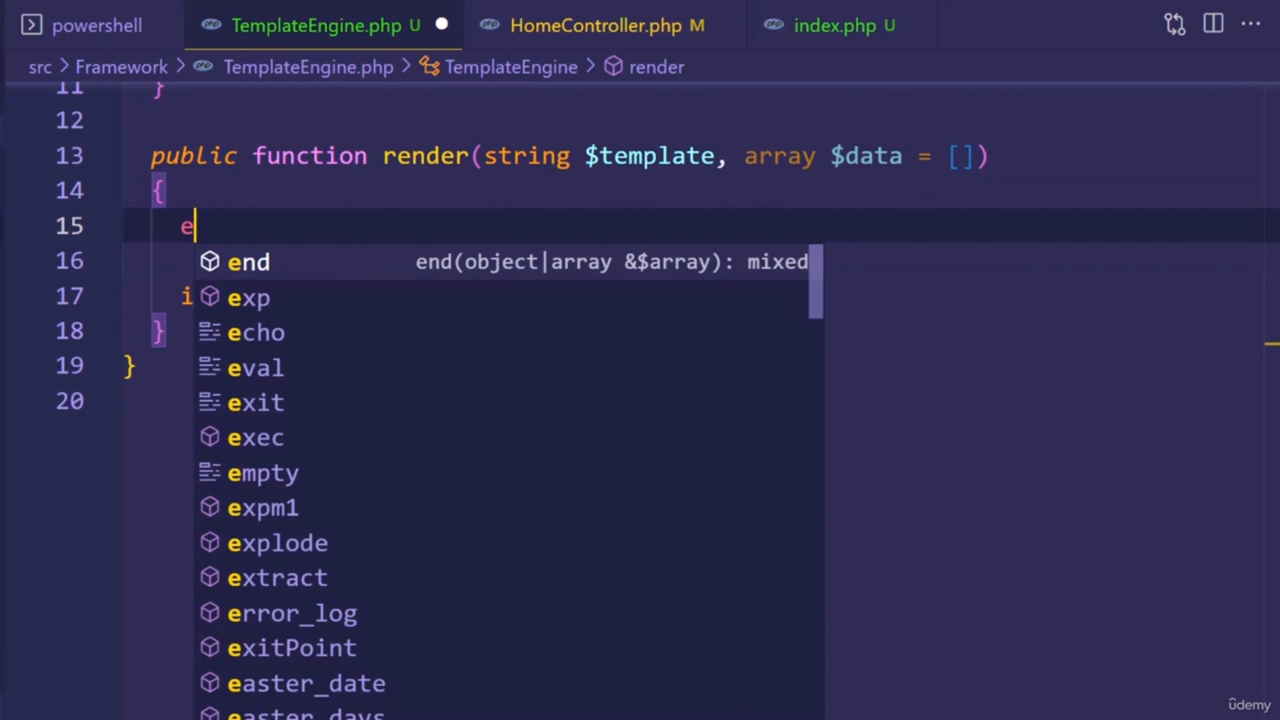 powershell TemplateEngine.php U HomeController.php M index.php U
src > Framework > TemplateEngine.php > TemplateEngine > render
11 }
12
13 public function render(string $template, array $data = [])
14 {
15 e
16 end end(object|array &$array): mixed
17 i exp
18 } echo
19 } eval
20 exit
exec
empty
expm1
explode
extract
error_log
exitPoint
easter_date
easter_days
ûdemy